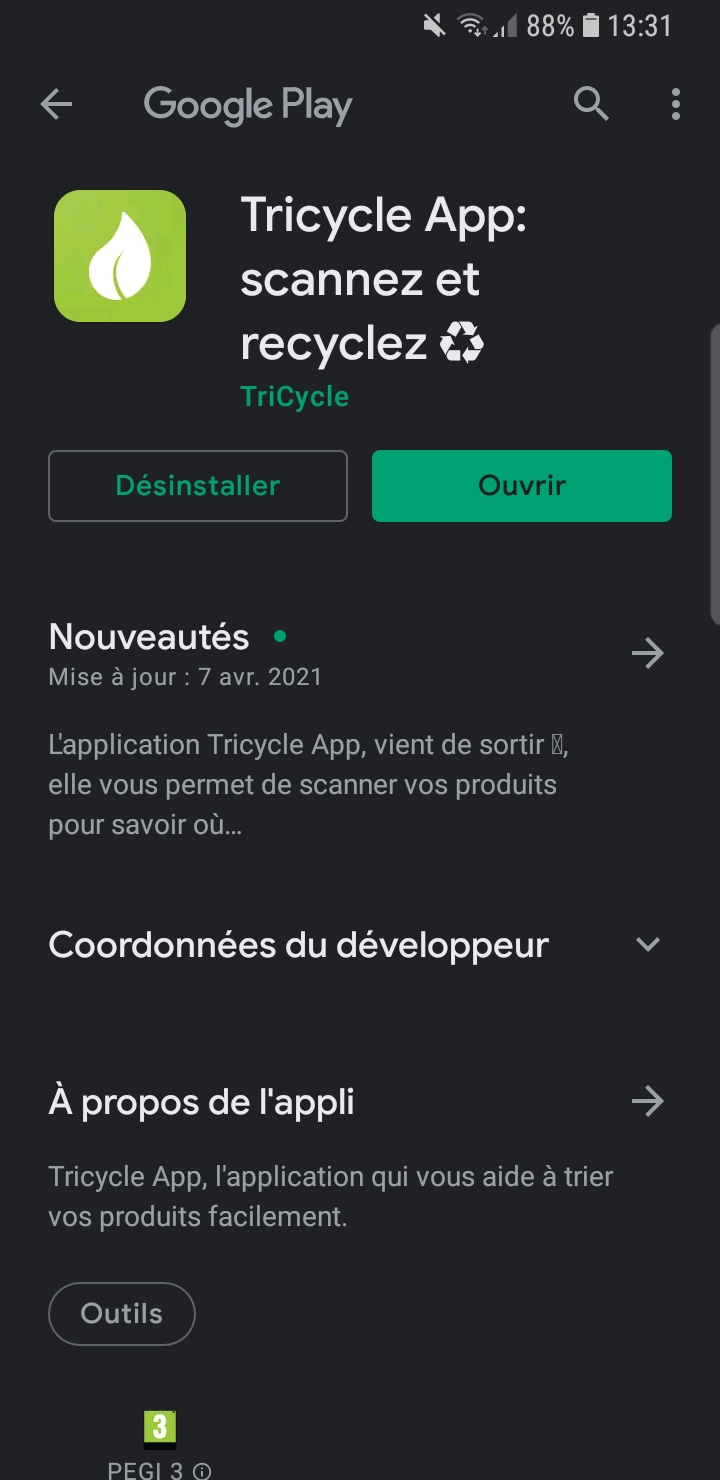 88% 13:31
Google Play
Tricycle App:
scannez et
recyclez ♻
TriCycle
Désinstaller
Ouvrir
Nouveautés
Mise à jour : 7 avr. 2021
L'application Tricycle App, vient de sortir ,
elle vous permet de scanner vos produits
pour savoir où...
Coordonnées du développeur
À propos de l'appli
Tricycle App, l'application qui vous aide à trier
vos produits facilement.
Outils
3
PEGI 3